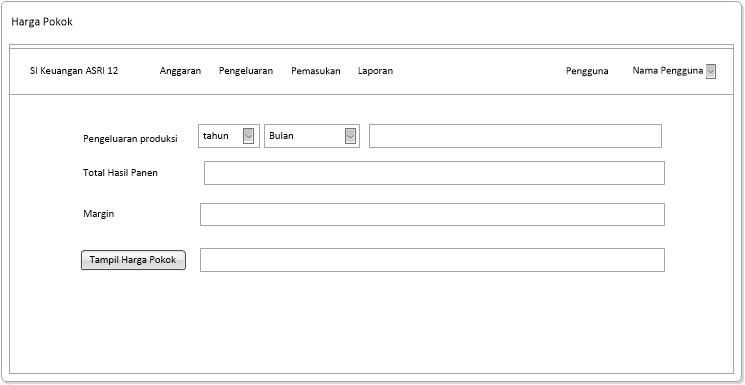 Harga Pokok
SI Keuangan ASRI 12 Anggaran Pengeluaran Pemasukan Laporan Pengguna Nama Pengguna
Pengeluaran produksi tahun Bulan
Total Hasil Panen
Margin
Tampil Harga Pokok